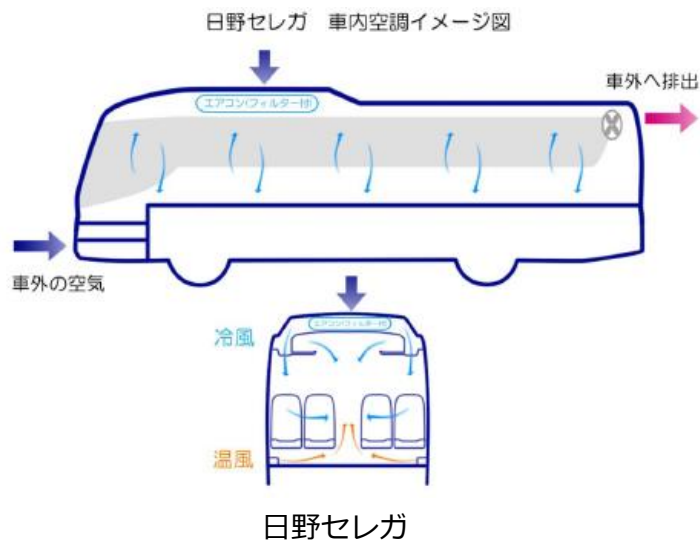 日野セレガ 車内空調イメージ図
車外へ排出
エアコン(フィルター付)
車外の空気
エアコン(フィルター付)
冷風
温風
日野セレガ